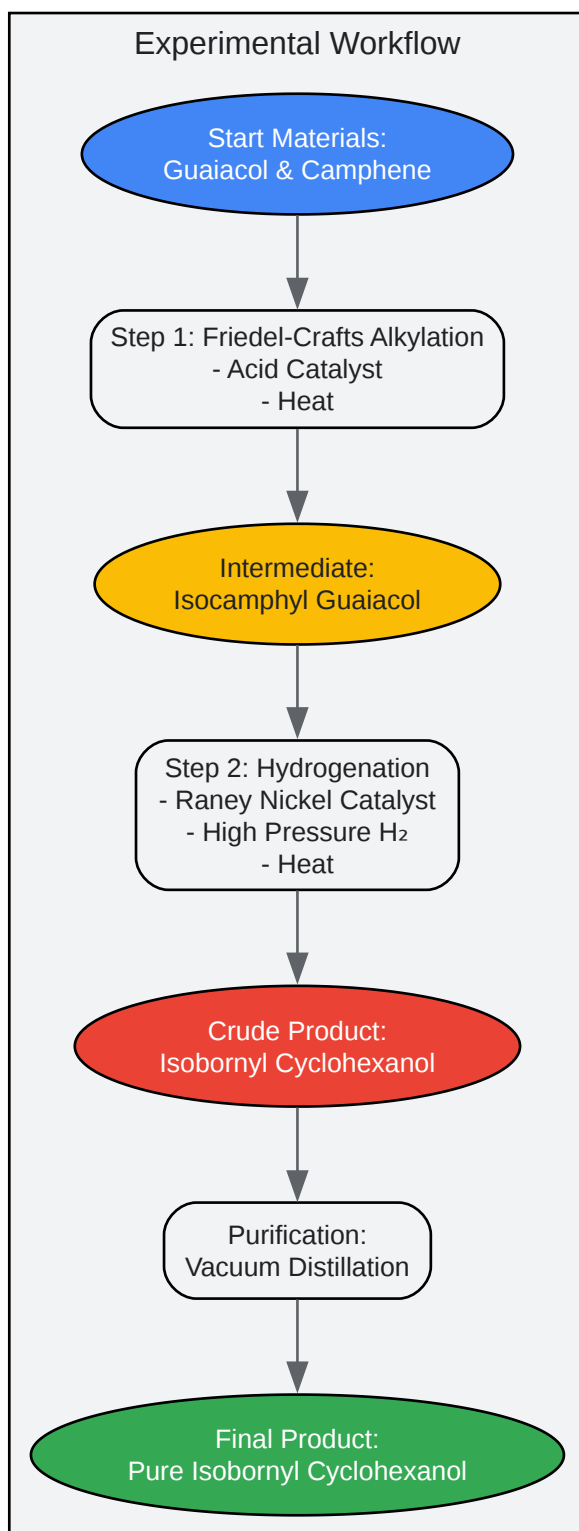 Experimental Workflow
Start Materials:
Guaiacol & Camphene
Step 1: Friedel-Crafts Alkylation
- Acid Catalyst
- Heat
Intermediate:
Isocamphyl Guaiacol
Step 2: Hydrogenation
- Raney Nickel Catalyst
- High Pressure H₂
- Heat
Crude Product:
Isobornyl Cyclohexanol
Purification:
Vacuum Distillation
Final Product:
Pure Isobornyl Cyclohexanol